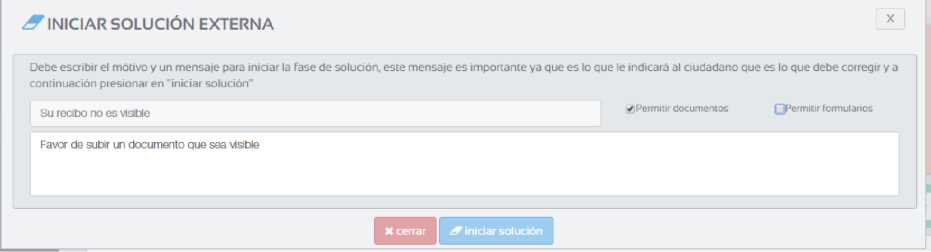 INICIAR SOLUCIÓN EXTERNA
X
Debe escribir el motivo y un mensaje para iniciar la fase de solución, este mensaje es importante ya que es lo que le indicará al ciudadano que es lo que debe corregir y a
continuación presionar en "iniciar solución"
Su recibo no es visible
Permitir documentos
Permitir formularios
Favor de subir un documento que sea visible
cerrar
iniciar solución